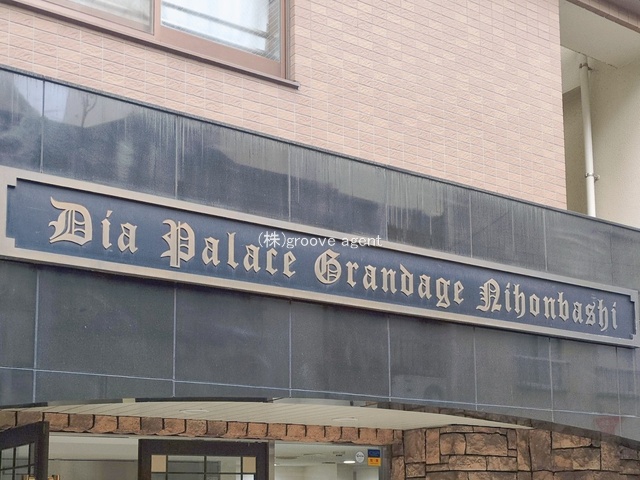 Dia Palace Grandage Nihonbashi
(株)groove agent